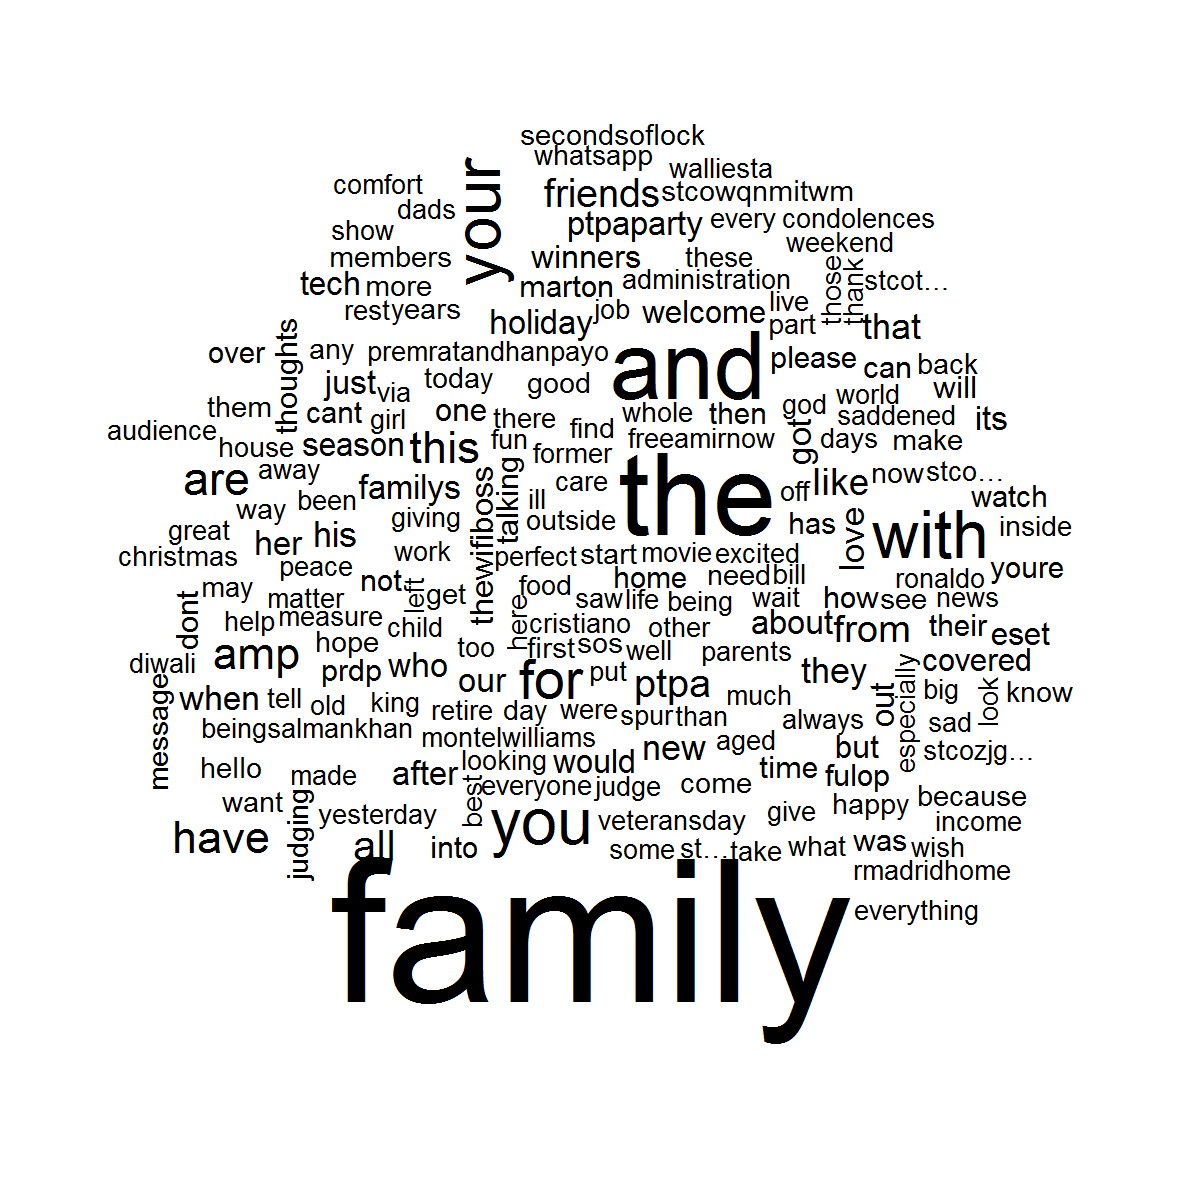 secondsoflock
whatsapp
walliesta
comfort
your
friends
stcowqnmitwm
dads
ptpaparty
every
condolences
show
weekend
members
winners
these
those
thank
tech
more
marton
administration
stcot…
rest
years
holiday
job
welcome
live
part
that
thoughts
over
any
premratandhanpayo
and
please
can
back
just
via
today
good
world
will
them
cant
girl
one
there
find
whole
then
god
saddened
its
audience
house
season
this
fun
former
freeamirnow
got
days
make
are
away
familys
thewifiboss
talking
ill
care
the
off
like
now
stco…
way
been
giving
outside
has
love
with
watch
great
her
his
inside
christmas
peace
work
perfect
start
movie
excited
may
matter
not
left
get
food
home
need
bill
ronaldo
youre
dont
help
measure
child
here
saw
life
being
wait
how
see
news
hope
cristiano
other
about
from
their
eset
diwali
amp
prdp
who
too
first
sos
well
parents
they
covered
message
when
tell
old
king
our
for
put
ptpa
much
out
especially
big
look
know
beingsalmankhan
retire
day
were
spur
than
always
sad
montelwilliams
new
aged
but
stcozjg…
hello
made
after
looking
would
time
fulop
want
judging
yesterday
best
everyone
judge
come
give
happy
because
have
all
into
you
veteransday
income
some
st…
take
what
was
wish
family
rmadridhome
everything